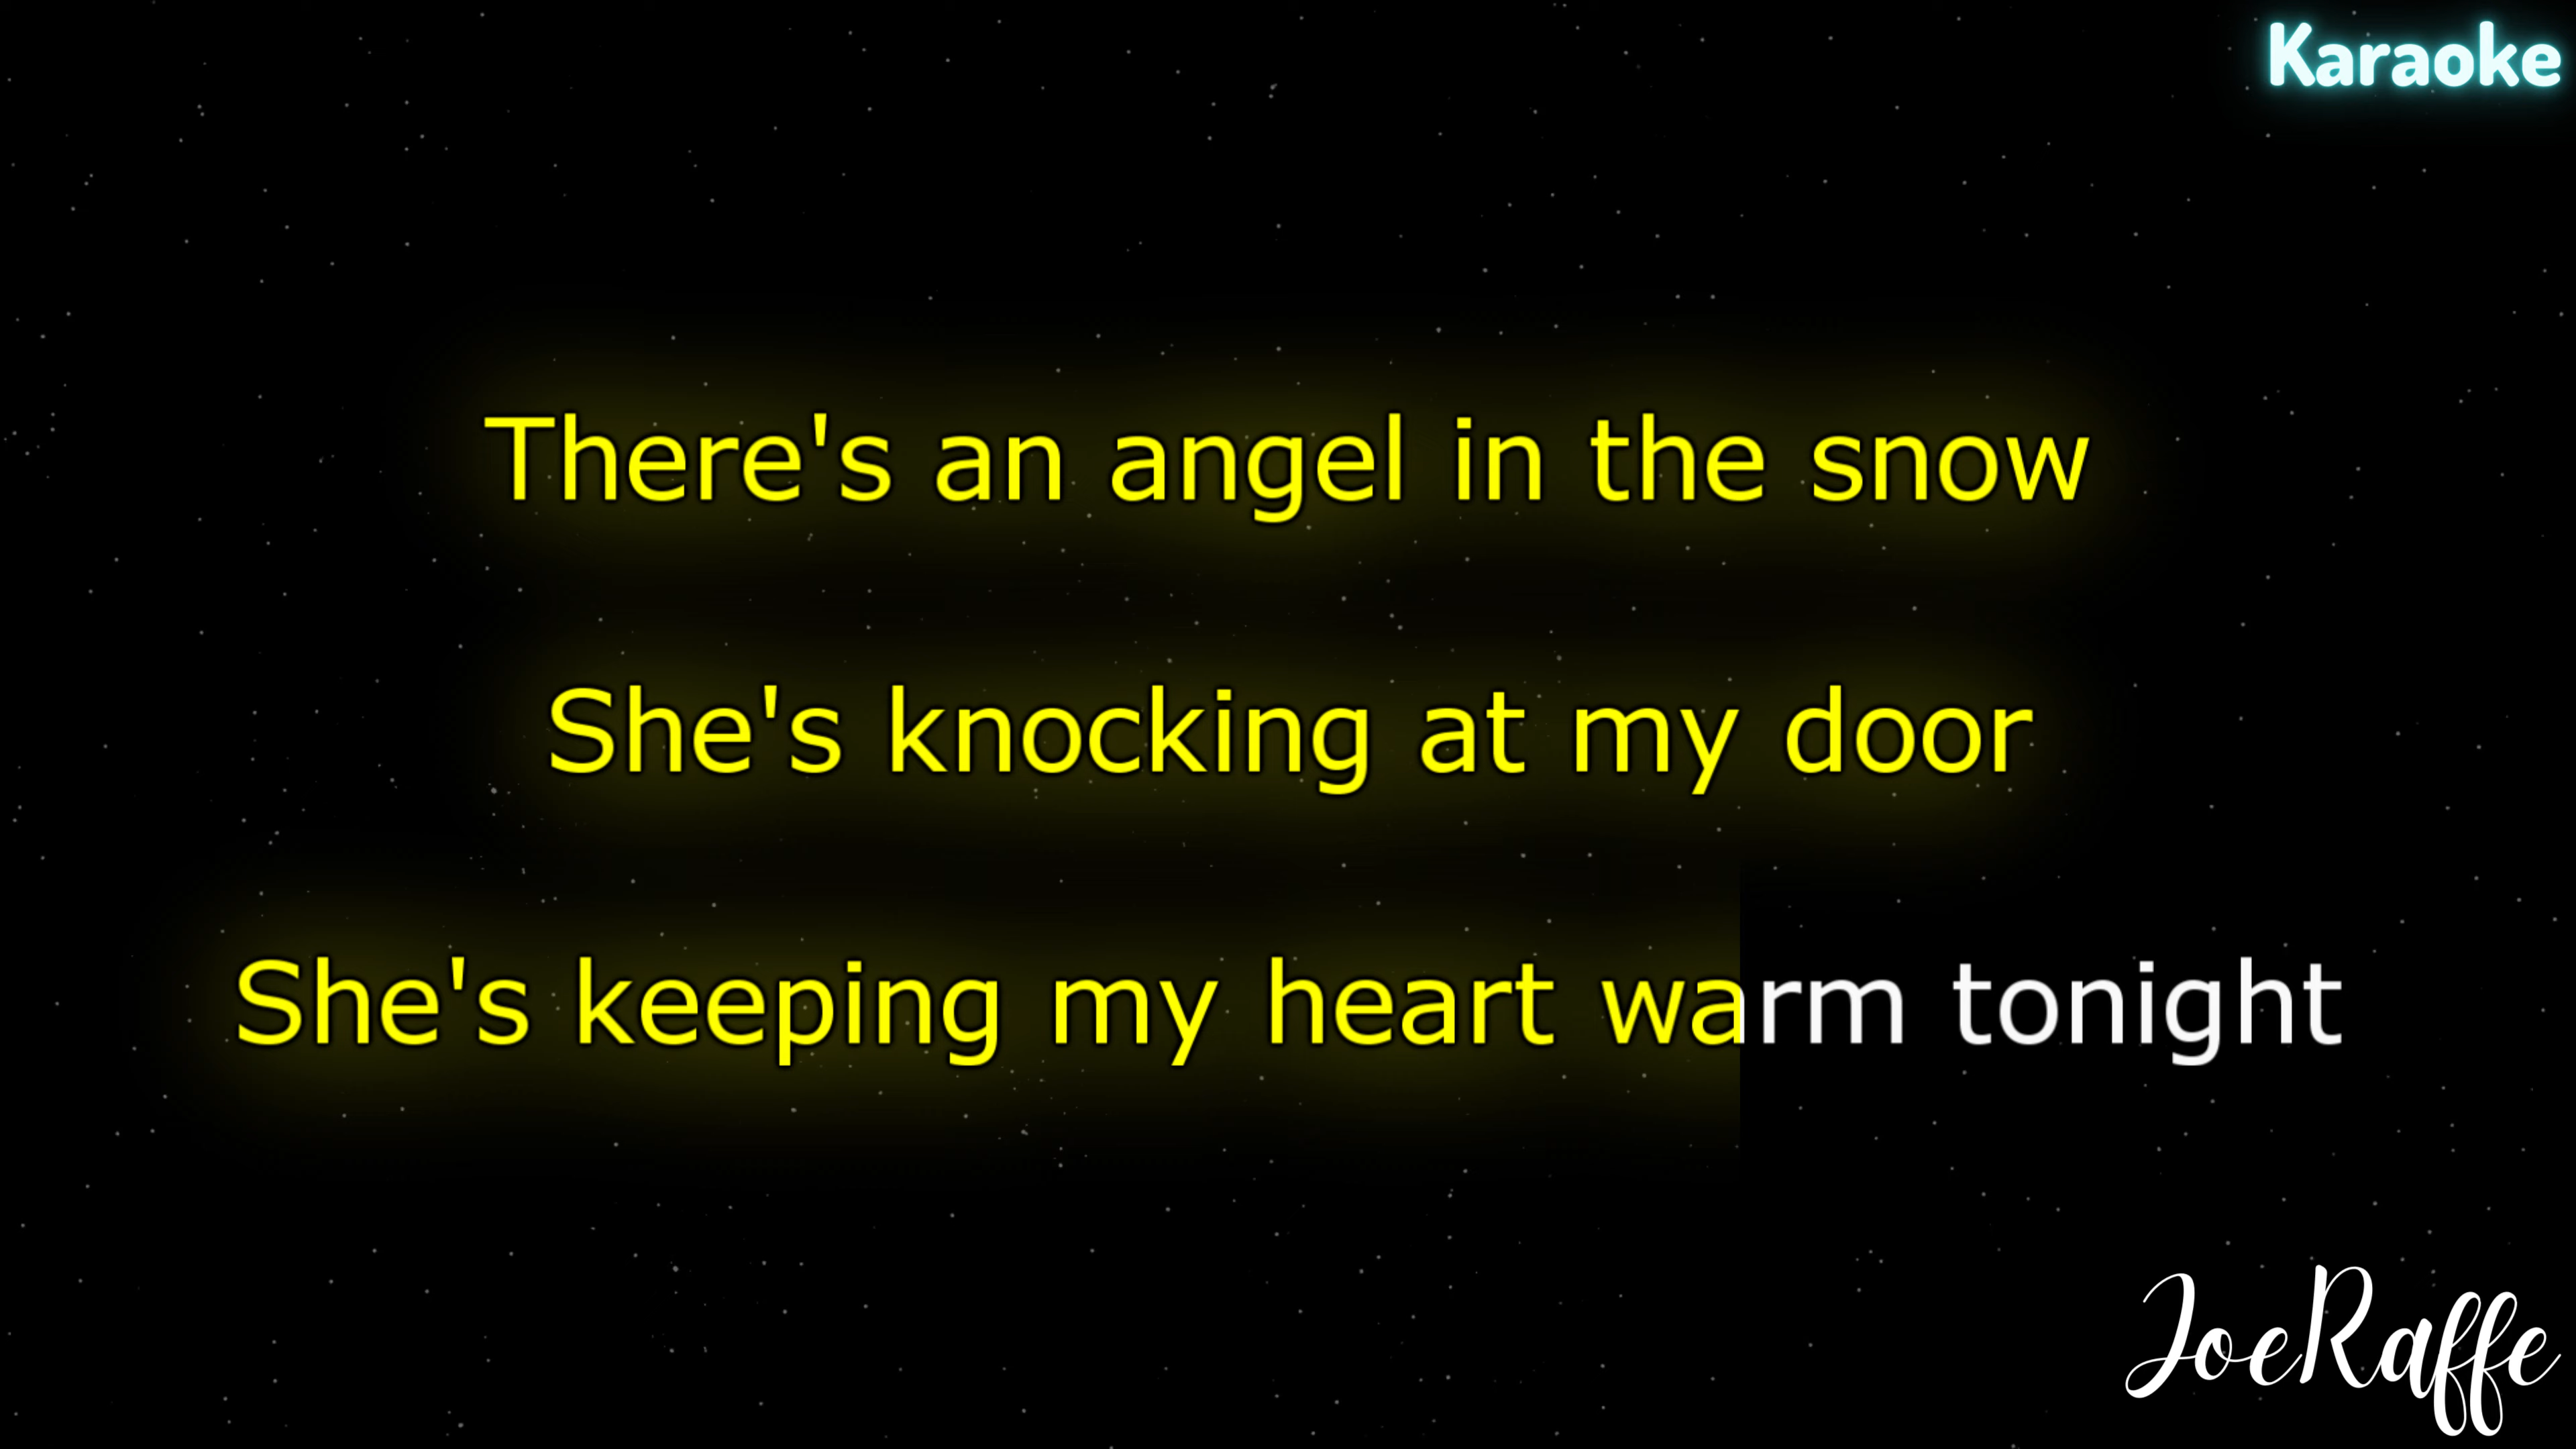 Karaoke
There's an angel in the snow
She's knocking at my door
She's keeping my heart warm tonight
JoeRaffe